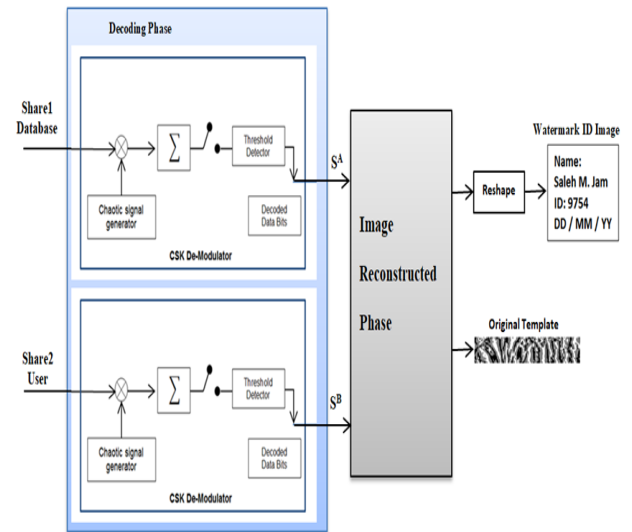 Decoding Phase
Share1
Database
Σ
Threshold
Detector
Chaotic signal
generator
Decoded
Data Bits
CSK De-Modulator
S^A
Share2
User
Σ
Threshold
Detector
Chaotic signal
generator
Decoded
Data Bits
CSK De-Modulator
S^B
Image
Reconstructed
Phase
Reshape
Watermark ID Image
Name:
Saleh M. Jam
ID: 9754
DD / MM / YY
Original Template